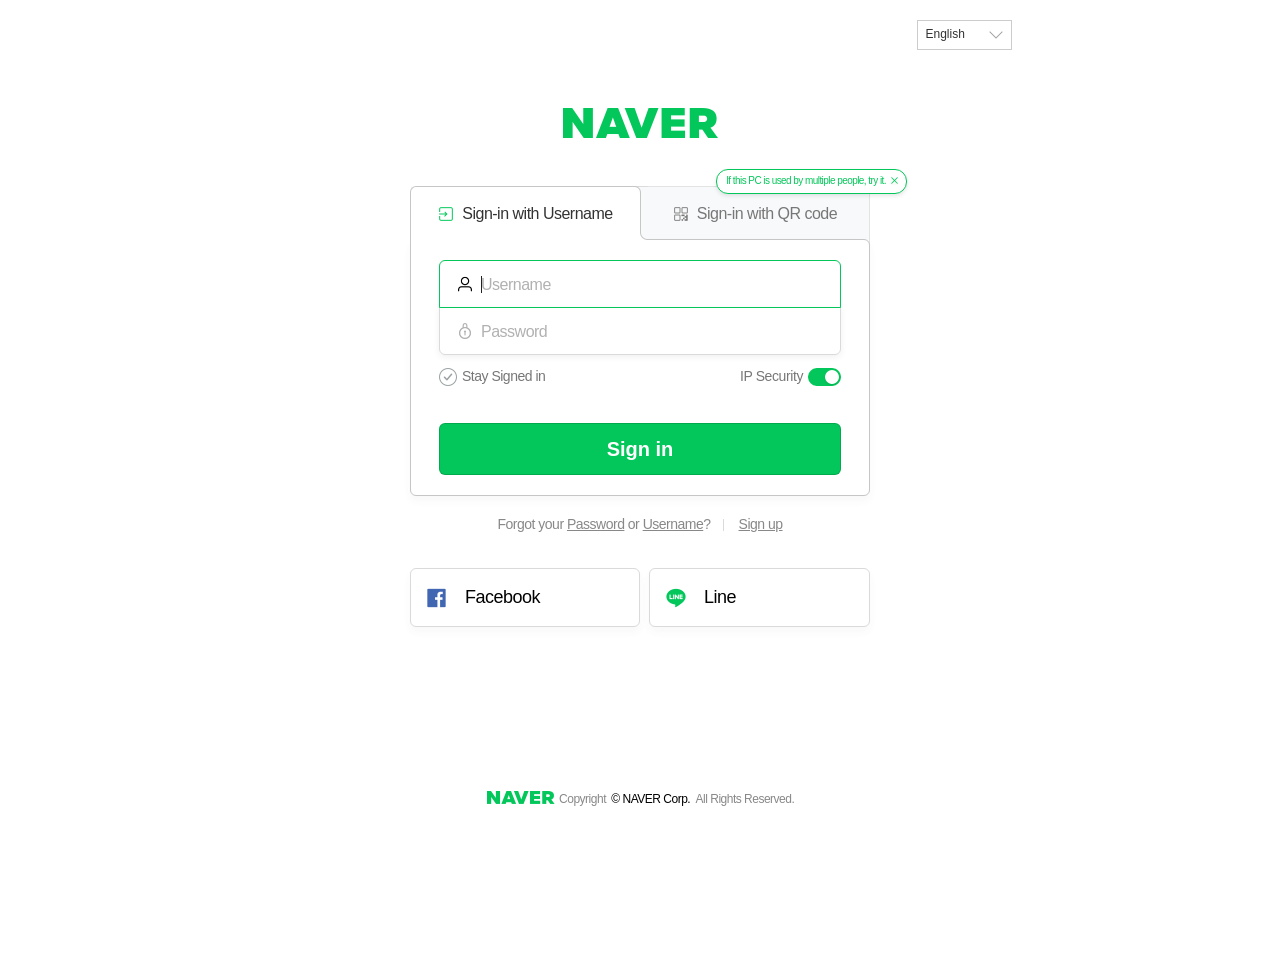 English
NAVER
If this PC is used by multiple people, try it.
Sign-in with Username
Sign-in with QR code
Username
Password
Stay Signed in
IP Security
Sign in
Forgot your Password or Username?
Sign up
Facebook
LINE
Line
NAVER Copyright © NAVER Corp. All Rights Reserved.